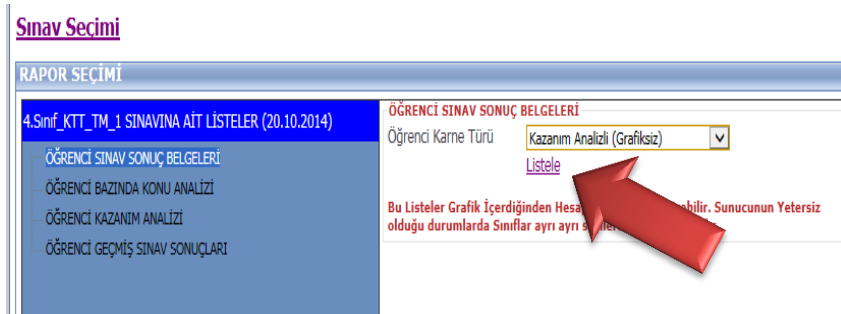 Sınav Seçimi
RAPOR SEÇİMİ
4.Sınıf_KTT_TM_1 SINAVINA AİT LİSTELER (20.10.2014)
ÖĞRENCİ SINAV SONUÇ BELGELERİ
ÖĞRENCİ BAZINDA KONU ANALİZİ
ÖĞRENCİ KAZANIM ANALİZİ
ÖĞRENCİ GEÇMİŞ SINAV SONUÇLARI
ÖĞRENCİ SINAV SONUÇ BELGELERİ
Öğrenci Karne Türü Kazanım Analizli (Grafiksiz)
Listele
Bu Listeler Grafik İçerdiğinden Sunucunun Yetersiz
olduğu durumlarda Sınıflar ayrı ayrı